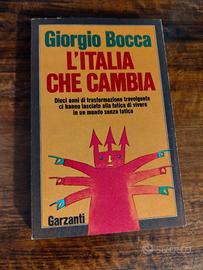 Giorgio Bocca
L'ITALIA
CHE CAMBIA
Dieci anni di trasformazione travolgente
ci hanno lasciato alla fatica di vivere
in un mondo senza fatica
Garzanti
subito